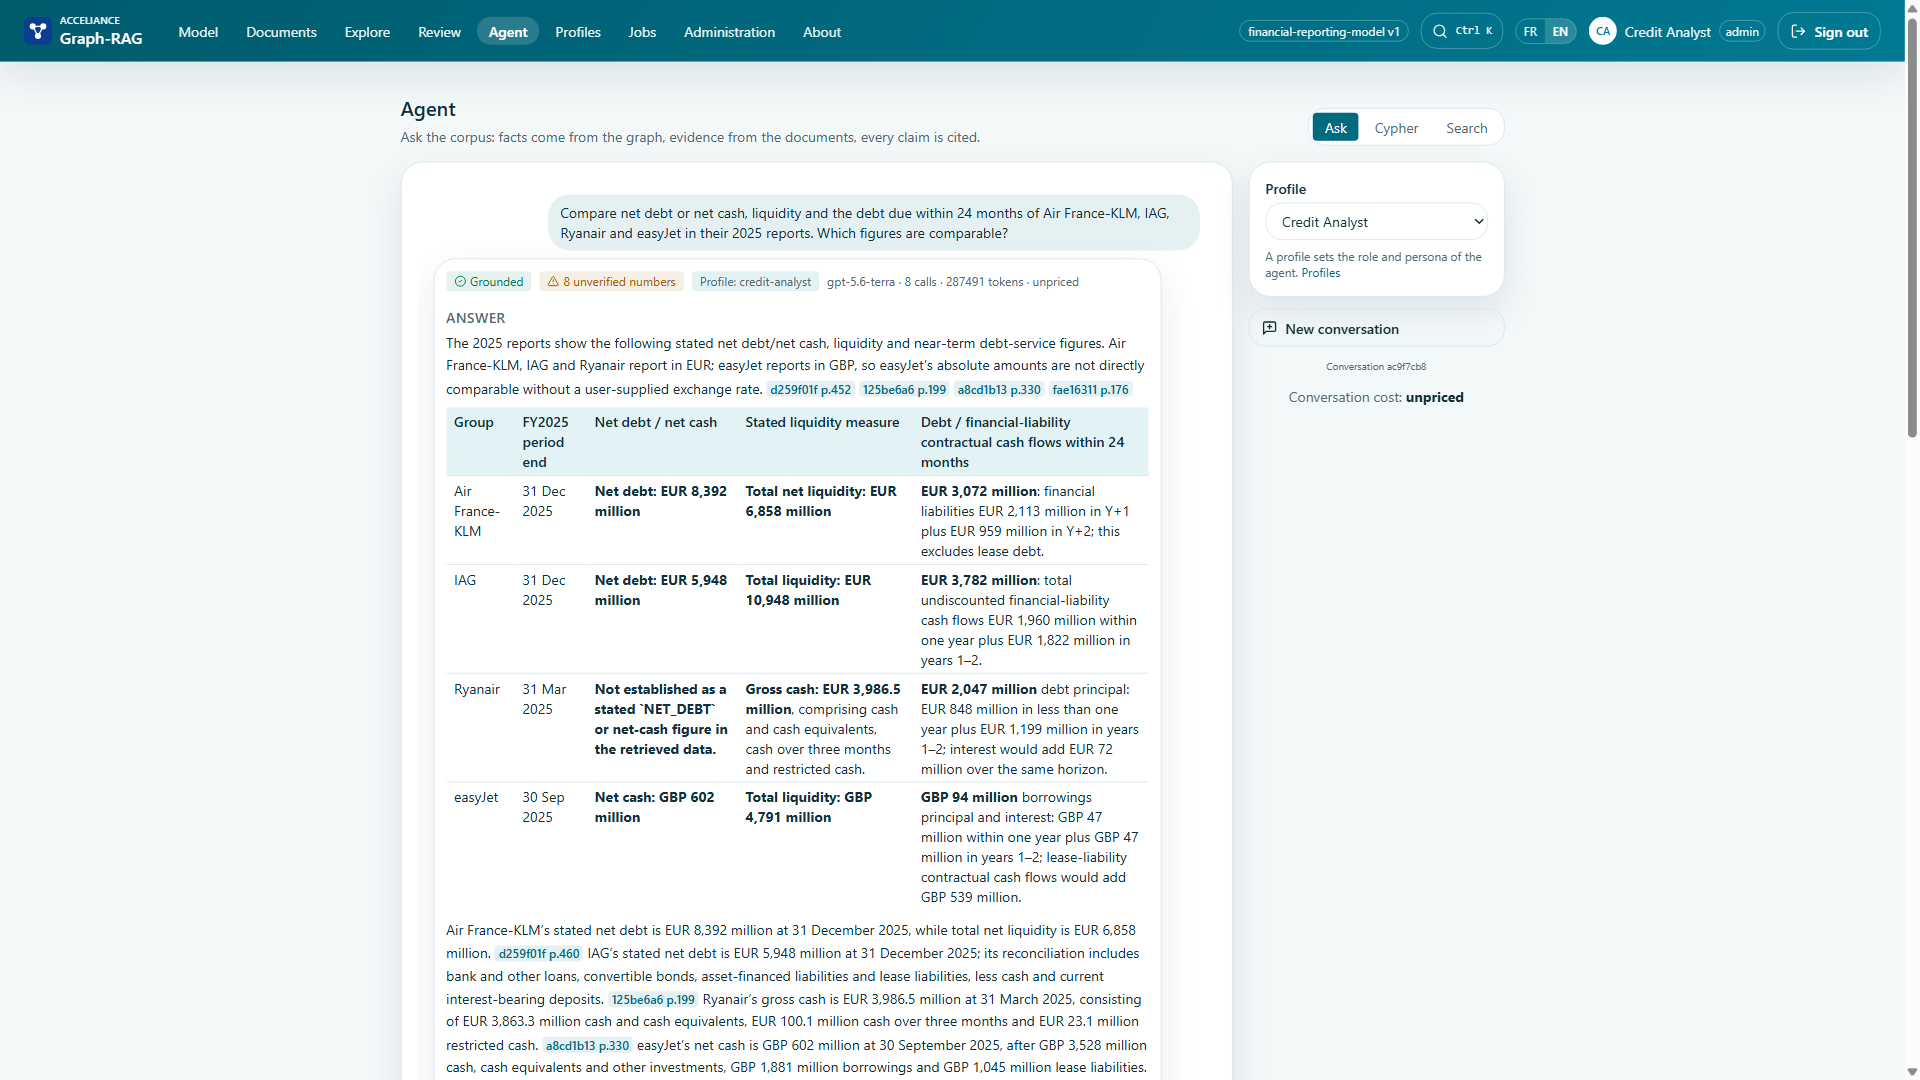 ACCELIANCE
Graph-RAG
Model
Documents
Explore
Review
Agent
Profiles
Jobs
Administration
About
financial-reporting-model v1
Ctrl K
FR EN
CA
Credit Analyst
admin
Sign out
Agent
Ask the corpus: facts come from the graph, evidence from the documents, every claim is cited.
Ask
Cypher
Search
Compare net debt or net cash, liquidity and the debt due within 24 months of Air France-KLM, IAG,
Ryanair and easyJet in their 2025 reports. Which figures are comparable?
Grounded
8 unverified numbers
Profile: credit-analyst
gpt-5.6-terra · 8 calls · 287491 tokens · unpriced
ANSWER
The 2025 reports show the following stated net debt/net cash, liquidity and near-term debt-service figures. Air
France-KLM, IAG and Ryanair report in EUR; easyJet reports in GBP, so easyJet's absolute amounts are not directly
comparable without a user-supplied exchange rate. d259f01f p.452 125be6a6 p.199 a8cd1b13 p.330 fae16311 p.176
Group
FY2025
period
end
Net debt / net cash
Stated liquidity measure
Debt / financial-liability
contractual cash flows within 24
months
Air
France-
KLM
31 Dec
2025
Net debt: EUR 8,392
million
Total net liquidity: EUR
6,858 million
EUR 3,072 million: financial
liabilities EUR 2,113 million in Y+1
plus EUR 959 million in Y+2; this
excludes lease debt.
IAG
31 Dec
2025
Net debt: EUR 5,948
million
Total liquidity: EUR
10,948 million
EUR 3,782 million: total
undiscounted financial-liability
cash flows EUR 1,960 million within
one year plus EUR 1,822 million in
years 1–2.
Ryanair
31 Mar
2025
Not established as a
stated `NET_DEBT`
or net-cash figure in
the retrieved data.
Gross cash: EUR 3,986.5
million, comprising cash
and cash equivalents,
cash over three months
and restricted cash.
EUR 2,047 million debt principal:
EUR 848 million in less than one
year plus EUR 1,199 million in years
1–2; interest would add EUR 72
million over the same horizon.
easyJet
30 Sep
2025
Net cash: GBP 602
million
Total liquidity: GBP
4,791 million
GBP 94 million borrowings
principal and interest: GBP 47
million within one year plus GBP 47
million in years 1–2; lease-liability
contractual cash flows would add
GBP 539 million.
Air France-KLM's stated net debt is EUR 8,392 million at 31 December 2025, while total net liquidity is EUR 6,858
million. d259f01f p.460 IAG's stated net debt is EUR 5,948 million at 31 December 2025; its reconciliation includes
bank and other loans, convertible bonds, asset-financed liabilities and lease liabilities, less cash and current
interest-bearing deposits. 125be6a6 p.199 Ryanair's gross cash is EUR 3,986.5 million at 31 March 2025, consisting
of EUR 3,863.3 million cash and cash equivalents, EUR 100.1 million cash over three months and EUR 23.1 million
restricted cash. a8cd1b13 p.330 easyJet's net cash is GBP 602 million at 30 September 2025, after GBP 3,528 million
cash, cash equivalents and other investments, GBP 1,881 million borrowings and GBP 1,045 million lease liabilities.
Profile
Credit Analyst
A profile sets the role and persona of the
agent. Profiles
New conversation
Conversation ac9f7cb8
Conversation cost: unpriced